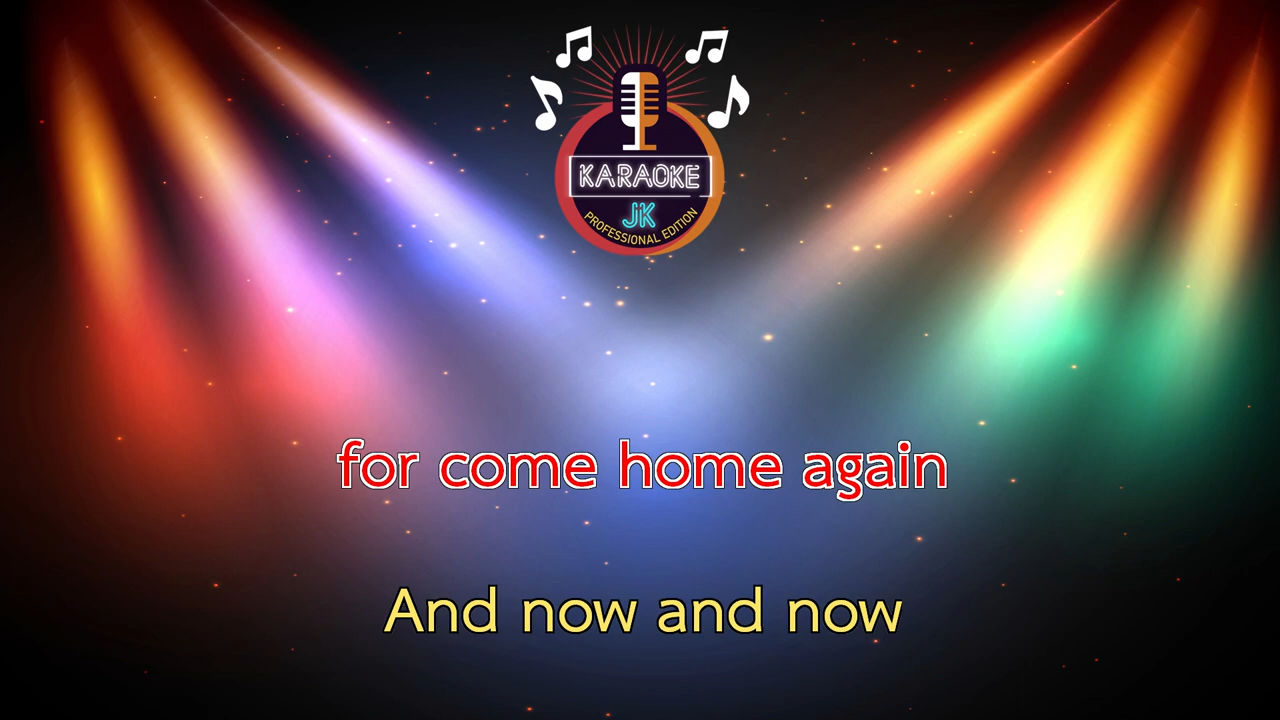 KARAOKE
JK
PROFESSIONAL EDITION
for come home again
And now and now